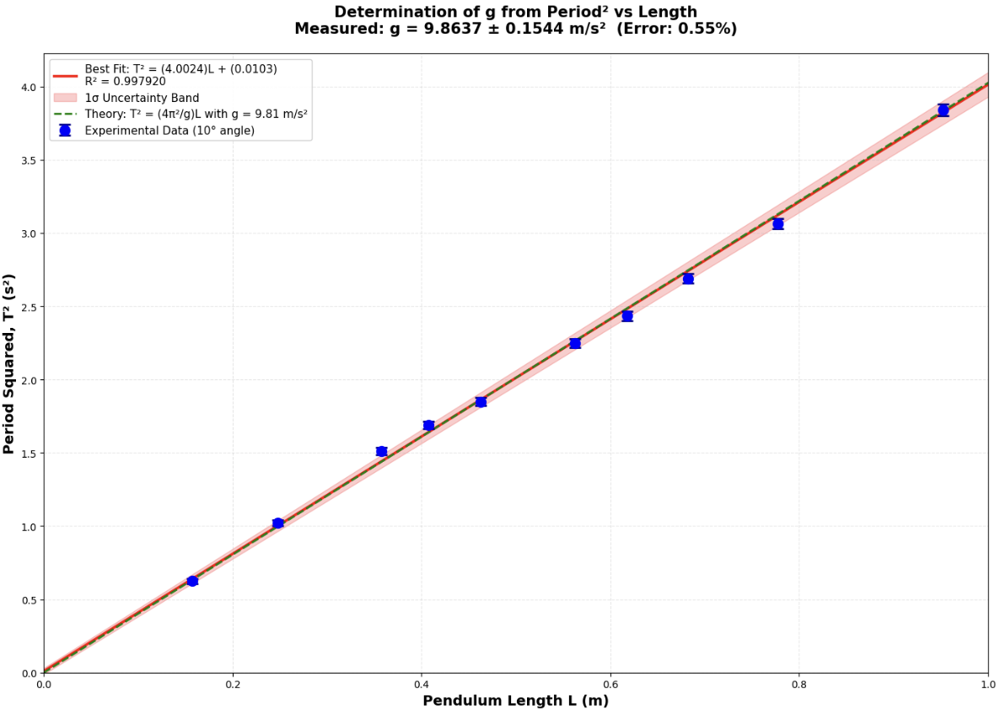 Determination of g from Period² vs Length
Measured: g = 9.8637 ± 0.1544 m/s²  (Error: 0.55%)
Best Fit: T² = (4.0024)L + (0.0103)
R² = 0.997920
1σ Uncertainty Band
Theory: T² = (4π²/g)L with g = 9.81 m/s²
Experimental Data (10° angle)
Period Squared, T² (s²)
4.0
3.5
3.0
2.5
2.0
1.5
1.0
0.5
0.0
0.0 0.2 0.4 0.6 0.8 1.0
Pendulum Length L (m)